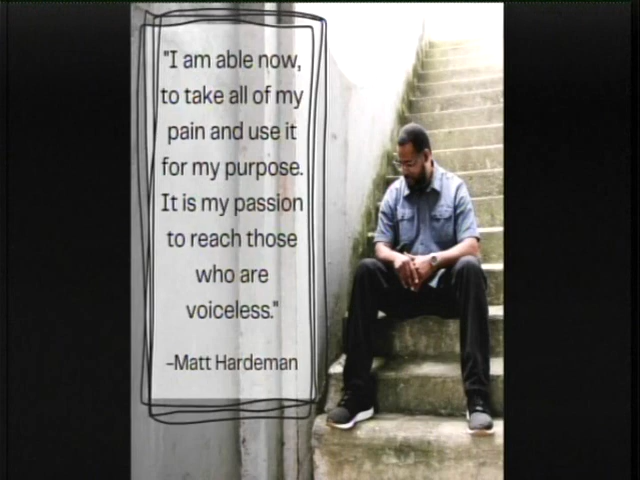 "I am able now,
to take all of my
pain and use it
for my purpose.
It is my passion
to reach those
who are
voiceless."
–Matt Hardeman